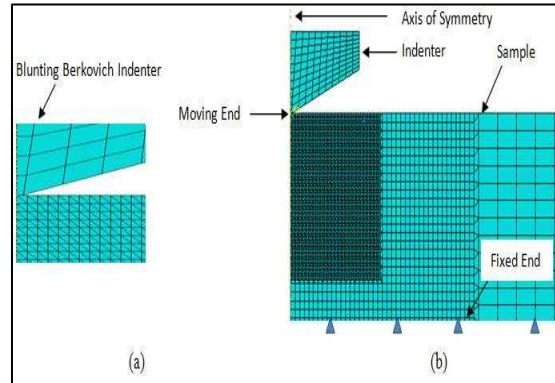 Axis of Symmetry
Blunting Berkovich Indenter
Indenter
Sample
Moving End
Fixed End
(a)
(b)